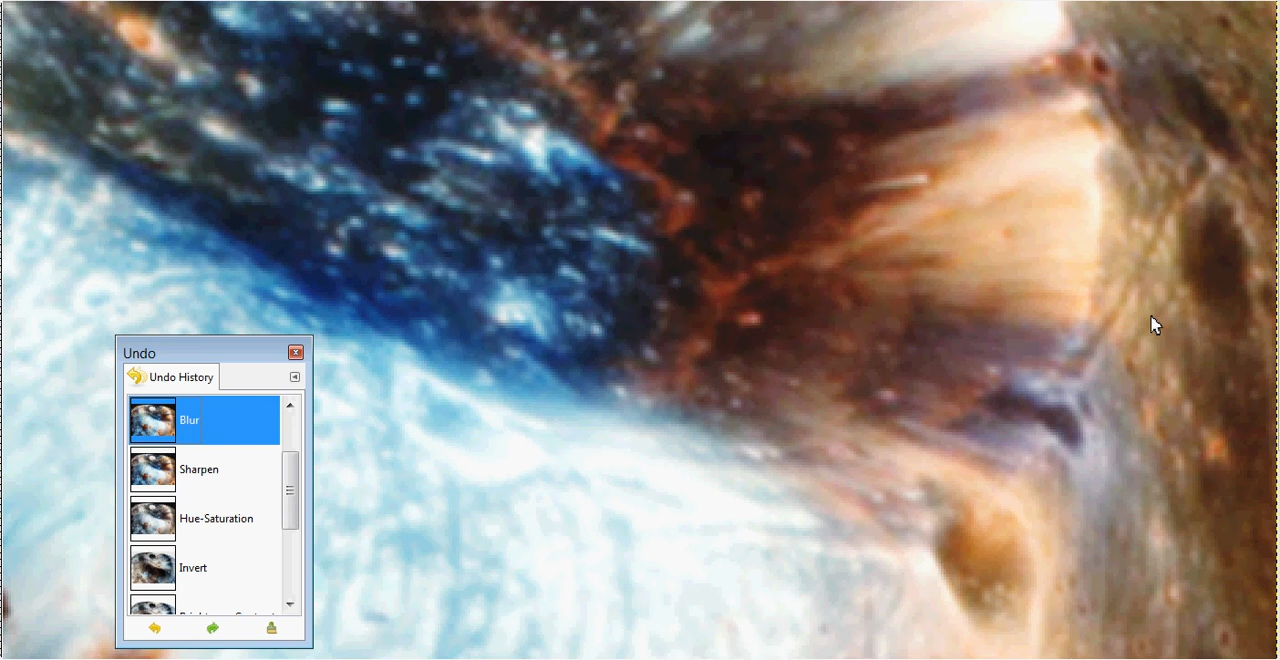 Undo
Undo History
Blur
Sharpen
Hue-Saturation
Invert